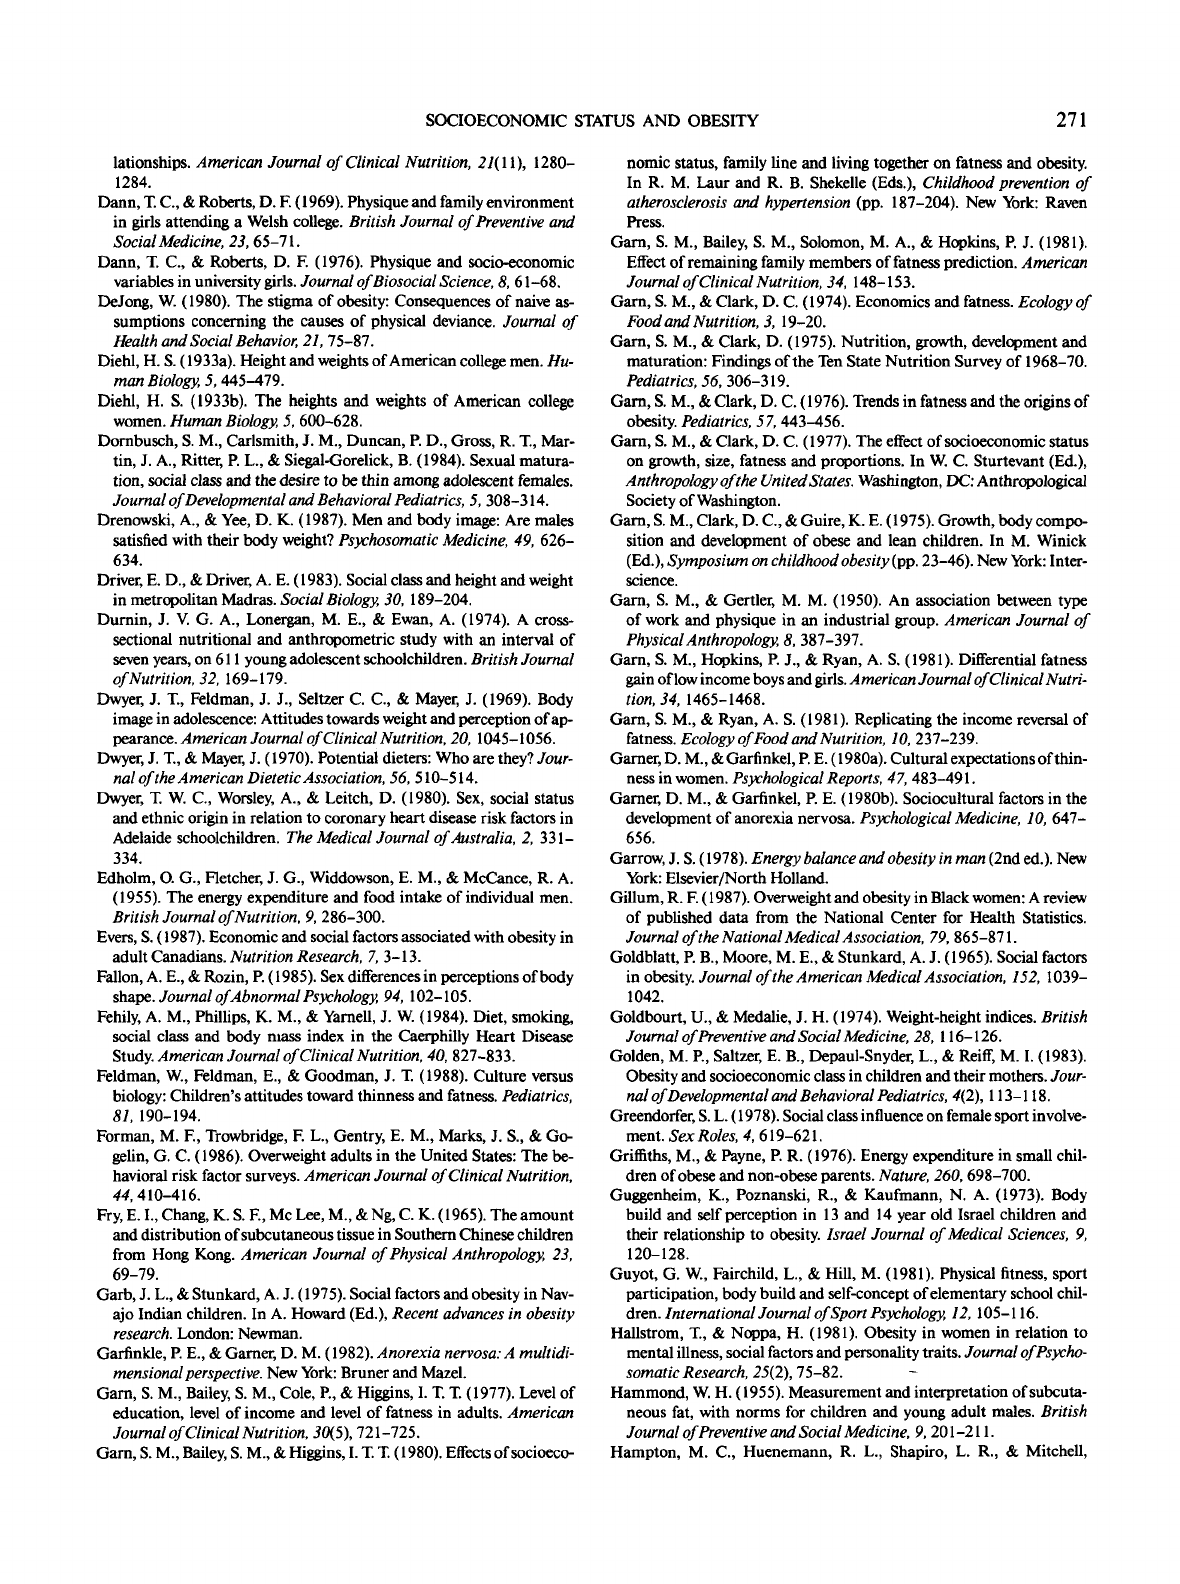 SOCIOECONOMIC STATUS AND OBESITY 271
lationships. American Journal of Clinical Nutrition, 21(11), 1280–
1284.
Dann, T. C., & Roberts, D. F. (1969). Physique and family environment
in girls attending a Welsh college. British Journal of Preventive and
Social Medicine, 23, 65–71.
Dann, T. C., & Roberts, D. F. (1976). Physique and socio-economic
variables in university girls. Journal of Biosocial Science, 8, 61–68.
DeJong, W. (1980). The stigma of obesity: Consequences of naive as-
sumptions concerning the causes of physical deviance. Journal of
Health and Social Behavior, 21, 75–87.
Diehl, H. S. (1933a). Height and weights of American college men. Hu-
man Biology, 5, 445–479.
Diehl, H. S. (1933b). The heights and weights of American college
women. Human Biology, 5, 600–628.
Dornbusch, S. M., Carlsmith, J. M., Duncan, P. D., Gross, R. T., Mar-
tin, J. A., Ritter, P. L., & Siegal-Gorelick, B. (1984). Sexual matura-
tion, social class and the desire to be thin among adolescent females.
Journal of Developmental and Behavioral Pediatrics, 5, 308–314.
Drenowski, A., & Yee, D. K. (1987). Men and body image: Are males
satisfied with their body weight? Psychosomatic Medicine, 49, 626–
634.
Driver, E. D., & Driver, A. E. (1983). Social class and height and weight
in metropolitan Madras. Social Biology, 30, 189–204.
Durnin, J. V. G. A., Lonergan, M. E., & Ewan, A. (1974). A cross-
sectional nutritional and anthropometric study with an interval of
seven years, on 611 young adolescent schoolchildren. British Journal
of Nutrition, 32, 169–179.
Dwyer, J. T., Feldman, J. J., Seltzer C. C., & Mayer, J. (1969). Body
image in adolescence: Attitudes towards weight and perception of ap-
pearance. American Journal of Clinical Nutrition, 20, 1045–1056.
Dwyer, J. T., & Mayer, J. (1970). Potential dieters: Who are they? Jour-
nal of the American Dietetic Association, 56, 510–514.
Dwyer, T. W. C., Worsley, A., & Leitch, D. (1980). Sex, social status
and ethnic origin in relation to coronary heart disease risk factors in
Adelaide schoolchildren. The Medical Journal of Australia, 2, 331–
334.
Edholm, O. G., Fletcher, J. G., Widdowson, E. M., & McCance, R. A.
(1955). The energy expenditure and food intake of individual men.
British Journal of Nutrition, 9, 286–300.
Evers, S. (1987). Economic and social factors associated with obesity in
adult Canadians. Nutrition Research, 7, 3–13.
Fallon, A. E., & Rozin, P. (1985). Sex differences in perceptions of body
shape. Journal of Abnormal Psychology, 94, 102–105.
Fehily, A. M., Phillips, K. M., & Yarnell, J. W. (1984). Diet, smoking,
social class and body mass index in the Caerphilly Heart Disease
Study. American Journal of Clinical Nutrition, 40, 827–833.
Feldman, W., Feldman, E., & Goodman, J. T. (1988). Culture versus
biology: Children's attitudes toward thinness and fatness. Pediatrics,
81, 190–194.
Forman, M. F., Trowbridge, F. L., Gentry, E. M., Marks, J. S., & Go-
gelin, G. C. (1986). Overweight adults in the United States: The be-
havioral risk factor surveys. American Journal of Clinical Nutrition,
44, 410–416.
Fry, E. I., Chang, K. S. F., Mc Lee, M., & Ng, C. K. (1965). The amount
and distribution of subcutaneous tissue in Southern Chinese children
from Hong Kong. American Journal of Physical Anthropology, 23,
69–79.
Garb, J. L., & Stunkard, A. J. (1975). Social factors and obesity in Nav-
ajo Indian children. In A. Howard (Ed.), Recent advances in obesity
research. London: Newman.
Garfinkle, P. E., & Garner, D. M. (1982). Anorexia nervosa: A multidi-
mensional perspective. New York: Bruner and Mazel.
Garn, S. M., Bailey, S. M., Cole, P., & Higgins, I. T. T. (1977). Level of
education, level of income and level of fatness in adults. American
Journal of Clinical Nutrition, 30(5), 721–725.
Garn, S. M., Bailey, S. M., & Higgins, I. T. T. (1980). Effects of socioeco-
nomic status, family line and living together on fatness and obesity.
In R. M. Laur and R. B. Shekelle (Eds.), Childhood prevention of
atherosclerosis and hypertension (pp. 187–204). New York: Raven
Press.
Garn, S. M., Bailey, S. M., Solomon, M. A., & Hopkins, P. J. (1981).
Effect of remaining family members of fatness prediction. American
Journal of Clinical Nutrition, 34, 148–153.
Garn, S. M., & Clark, D. C. (1974). Economics and fatness. Ecology of
Food and Nutrition, 3, 19–20.
Garn, S. M., & Clark, D. (1975). Nutrition, growth, development and
maturation: Findings of the Ten State Nutrition Survey of 1968–70.
Pediatrics, 56, 306–319.
Garn, S. M., & Clark, D. C. (1976). Trends in fatness and the origins of
obesity. Pediatrics, 57, 443–456.
Garn, S. M., & Clark, D. C. (1977). The effect of socioeconomic status
on growth, size, fatness and proportions. In W. C. Sturtevant (Ed.),
Anthropology of the United States. Washington, DC: Anthropological
Society of Washington.
Garn, S. M., Clark, D. C., & Guire, K. E. (1975). Growth, body compo-
sition and development of obese and lean children. In M. Winick
(Ed.), Symposium on childhood obesity (pp. 23–46). New York: Inter-
science.
Garn, S. M., & Gertler, M. M. (1950). An association between type
of work and physique in an industrial group. American Journal of
Physical Anthropology, 8, 387–397.
Garn, S. M., Hopkins, P. J., & Ryan, A. S. (1981). Differential fatness
gain of low income boys and girls. American Journal of Clinical Nutri-
tion, 34, 1465–1468.
Garn, S. M., & Ryan, A. S. (1981). Replicating the income reversal of
fatness. Ecology of Food and Nutrition, 10, 237–239.
Garner, D. M., & Garfinkel, P. E. (1980a). Cultural expectations of thin-
ness in women. Psychological Reports, 47, 483–491.
Garner, D. M., & Garfinkel, P. E. (1980b). Sociocultural factors in the
development of anorexia nervosa. Psychological Medicine, 10, 647–
656.
Garrow, J. S. (1978). Energy balance and obesity in man (2nd ed.). New
York: Elsevier/North Holland.
Gillum, R. F. (1987). Overweight and obesity in Black women: A review
of published data from the National Center for Health Statistics.
Journal of the National Medical Association, 79, 865–871.
Goldblatt, P. B., Moore, M. E., & Stunkard, A. J. (1965). Social factors
in obesity. Journal of the American Medical Association, 152, 1039–
1042.
Goldbourt, U., & Medalie, J. H. (1974). Weight-height indices. British
Journal of Preventive and Social Medicine, 28, 116–126.
Golden, M. P., Saltzer, E. B., Depaul-Snyder, L., & Reiff, M. I. (1983).
Obesity and socioeconomic class in children and their mothers. Jour-
nal of Developmental and Behavioral Pediatrics, 4(2), 113–118.
Greendorfer, S. L. (1978). Social class influence on female sport involve-
ment. Sex Roles, 4, 619–621.
Griffiths, M., & Payne, P. R. (1976). Energy expenditure in small chil-
dren of obese and non-obese parents. Nature, 260, 698–700.
Guggenheim, K., Poznanski, R., & Kaufmann, N. A. (1973). Body
build and self perception in 13 and 14 year old Israel children and
their relationship to obesity. Israel Journal of Medical Sciences, 9,
120–128.
Guyot, G. W., Fairchild, L., & Hill, M. (1981). Physical fitness, sport
participation, body build and self-concept of elementary school chil-
dren. International Journal of Sport Psychology, 12, 105–116.
Hallstrom, T., & Noppa, H. (1981). Obesity in women in relation to
mental illness, social factors and personality traits. Journal of Psycho-
somatic Research, 25(2), 75–82.
Hammond, W. H. (1955). Measurement and interpretation of subcuta-
neous fat, with norms for children and young adult males. British
Journal of Preventive and Social Medicine, 9, 201–211.
Hampton, M. C., Huenemann, R. L., Shapiro, L. R., & Mitchell,